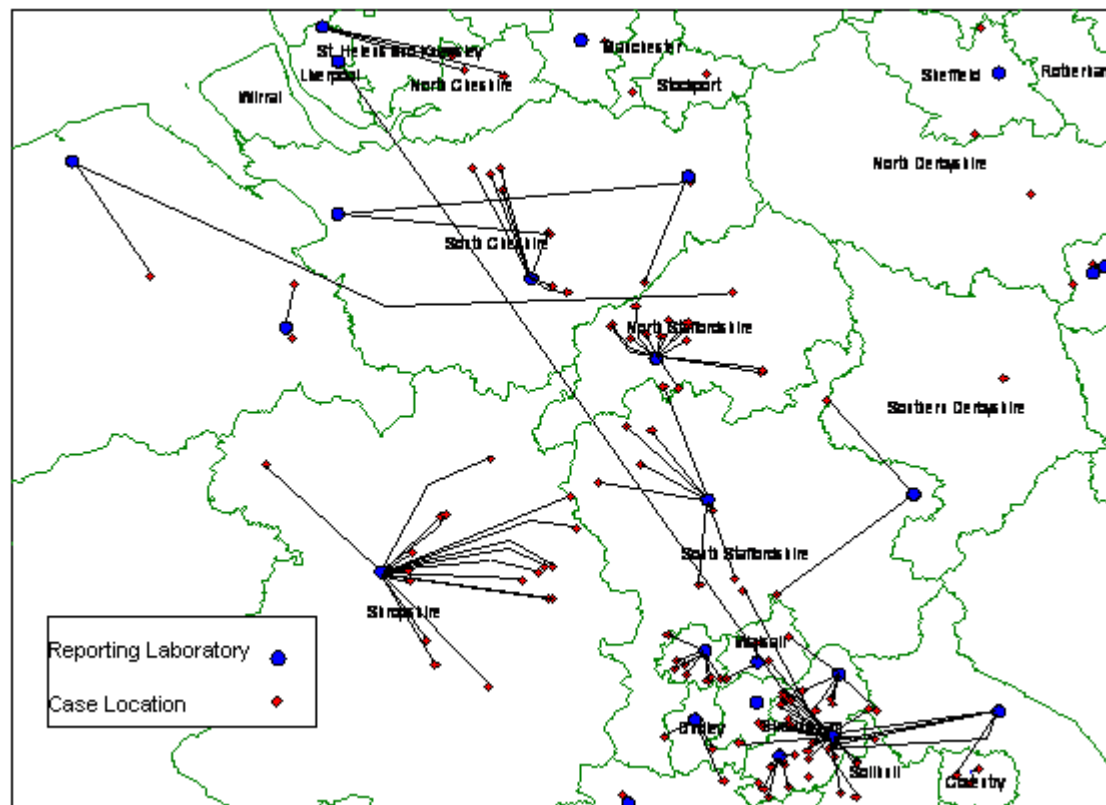 Manchester
St. Helens and Knowsley
Liverpool
North Cheshire
Stockport
Sheffield
Rotherham
Wirral
North Derbyshire
South Cheshire
North Staffordshire
Southern Derbyshire
South Staffordshire
Shropshire
Walsall
Reporting Laboratory
Case Location
Dudley
Solihull
Coventry